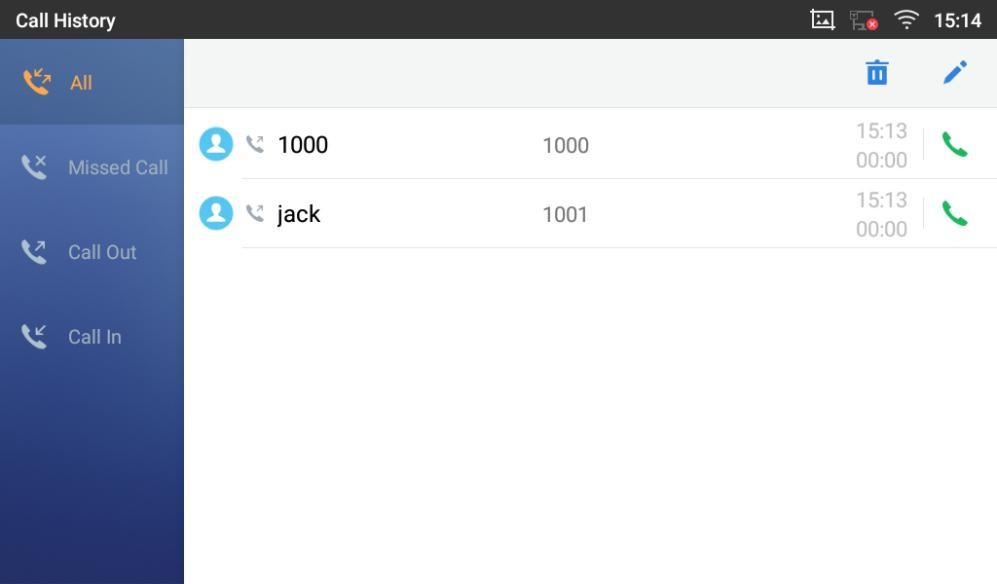 Call History 15:14
All
Missed Call
Call Out
Call In
1000 1000 15:13
00:00
jack 1001 15:13
00:00